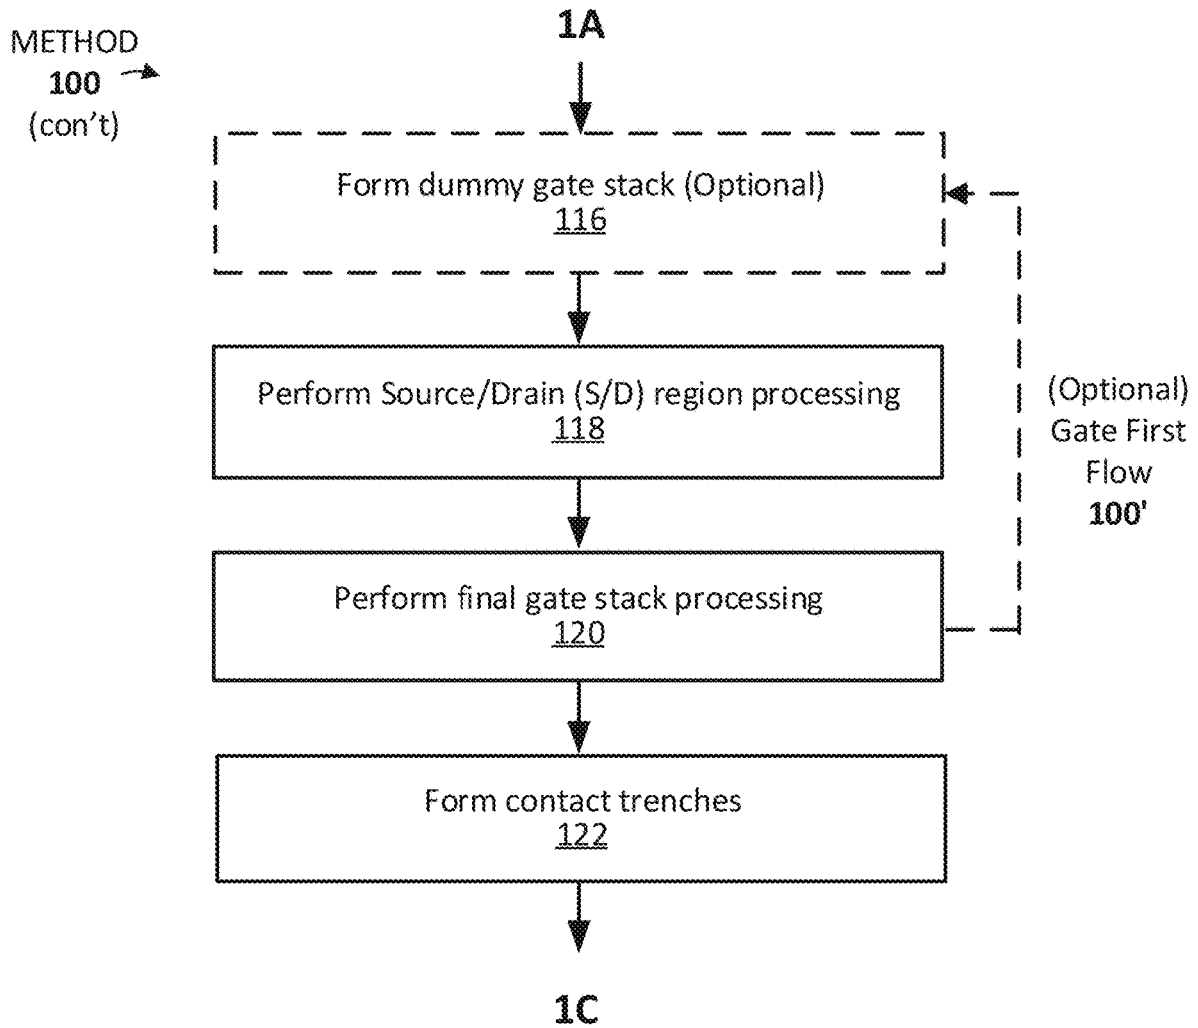 1A
METHOD
100
(con't)
Form dummy gate stack (Optional)
116
Perform Source/Drain (S/D) region processing
118
(Optional)
Gate First
Flow
100'
Perform final gate stack processing
120
Form contact trenches
122
1C